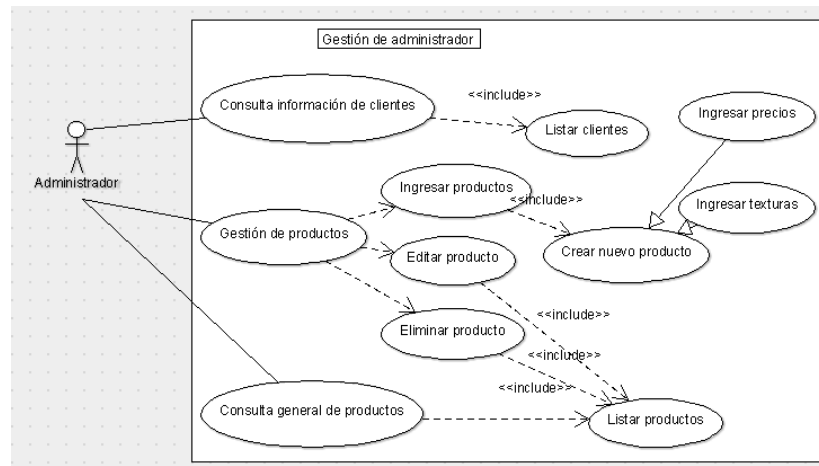 Gestión de administrador
<<include>>
Consulta información de clientes
Ingresar precios
Listar clientes
Administrador
Ingresar productos
<<include>>
Ingresar texturas
Gestión de productos
Crear nuevo producto
Editar producto
<<include>>
Eliminar producto
<<include>>
<<include>>
Consulta general de productos
Listar productos